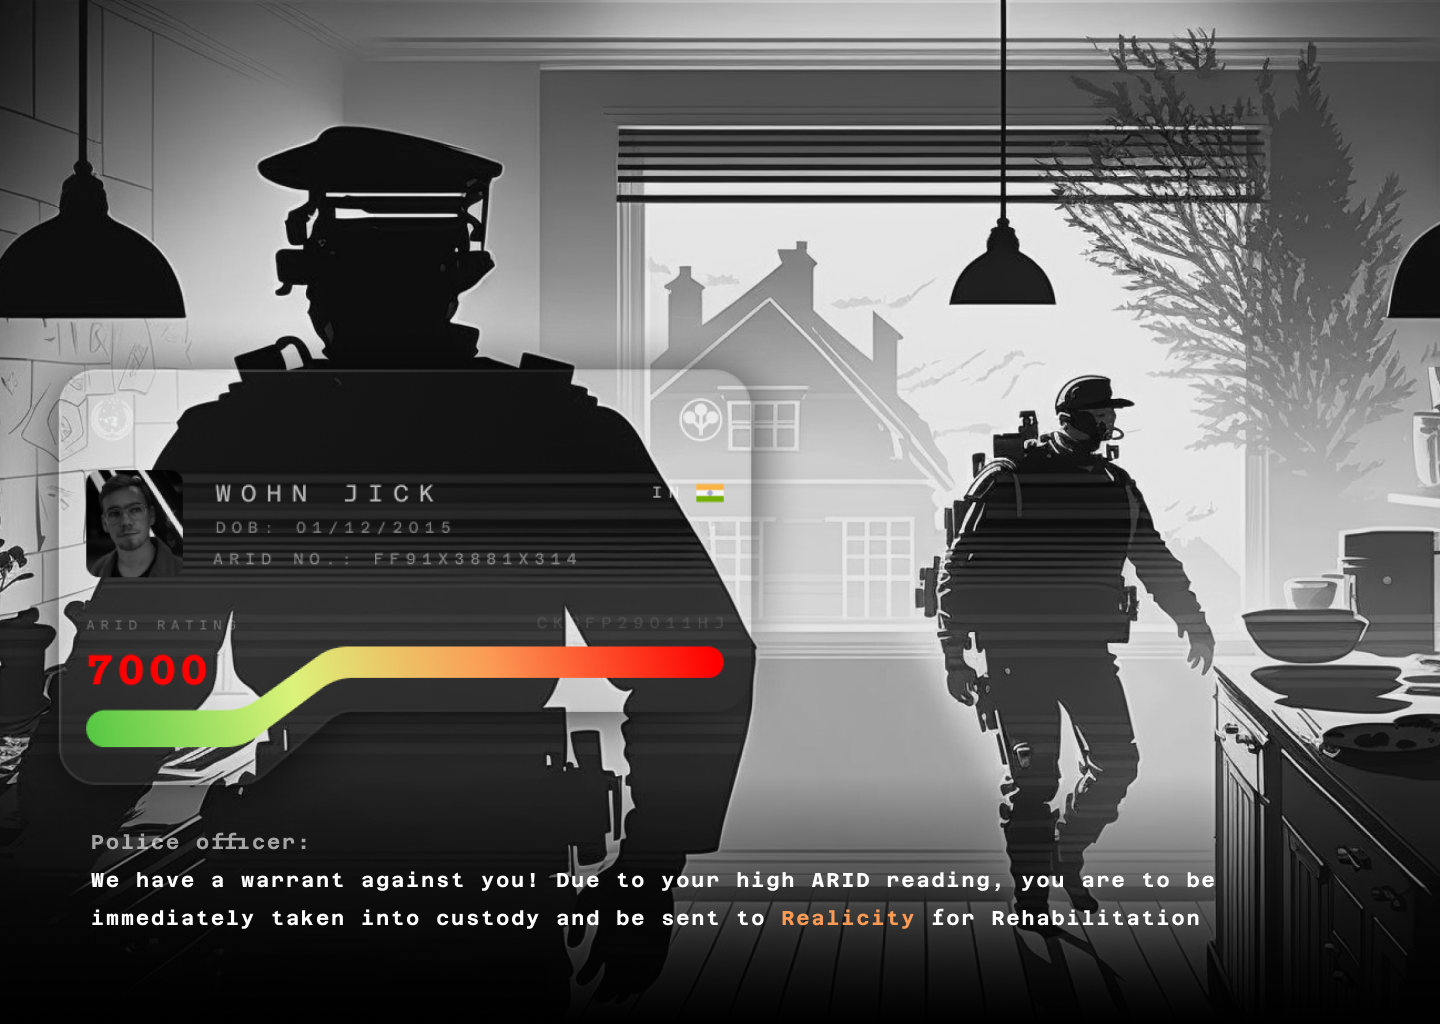 WOHN JICK
IN
DOB: 01/12/2015
ARID NO.: FF91X3881X314
ARID RATING
7000
Police officer:
We have a warrant against you! Due to your high ARID reading, you are to be
immediately taken into custody and be sent to Realicity for Rehabilitation